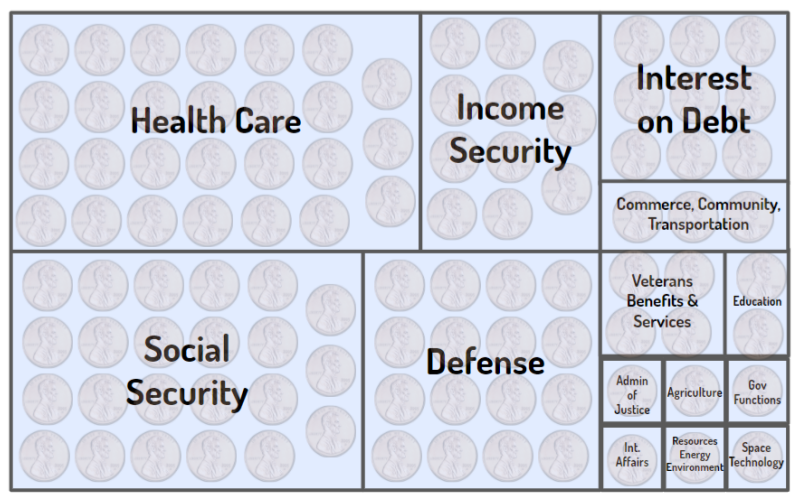 Health Care
Income
Security
Interest
on Debt
Commerce, Community,
Transportation
Social
Security
Defense
Veterans
Benefits &
Services
Education
Admin
of
Justice
Agriculture
Gov
Functions
Int.
Affairs
Resources
Energy
Environment
Space
Technology